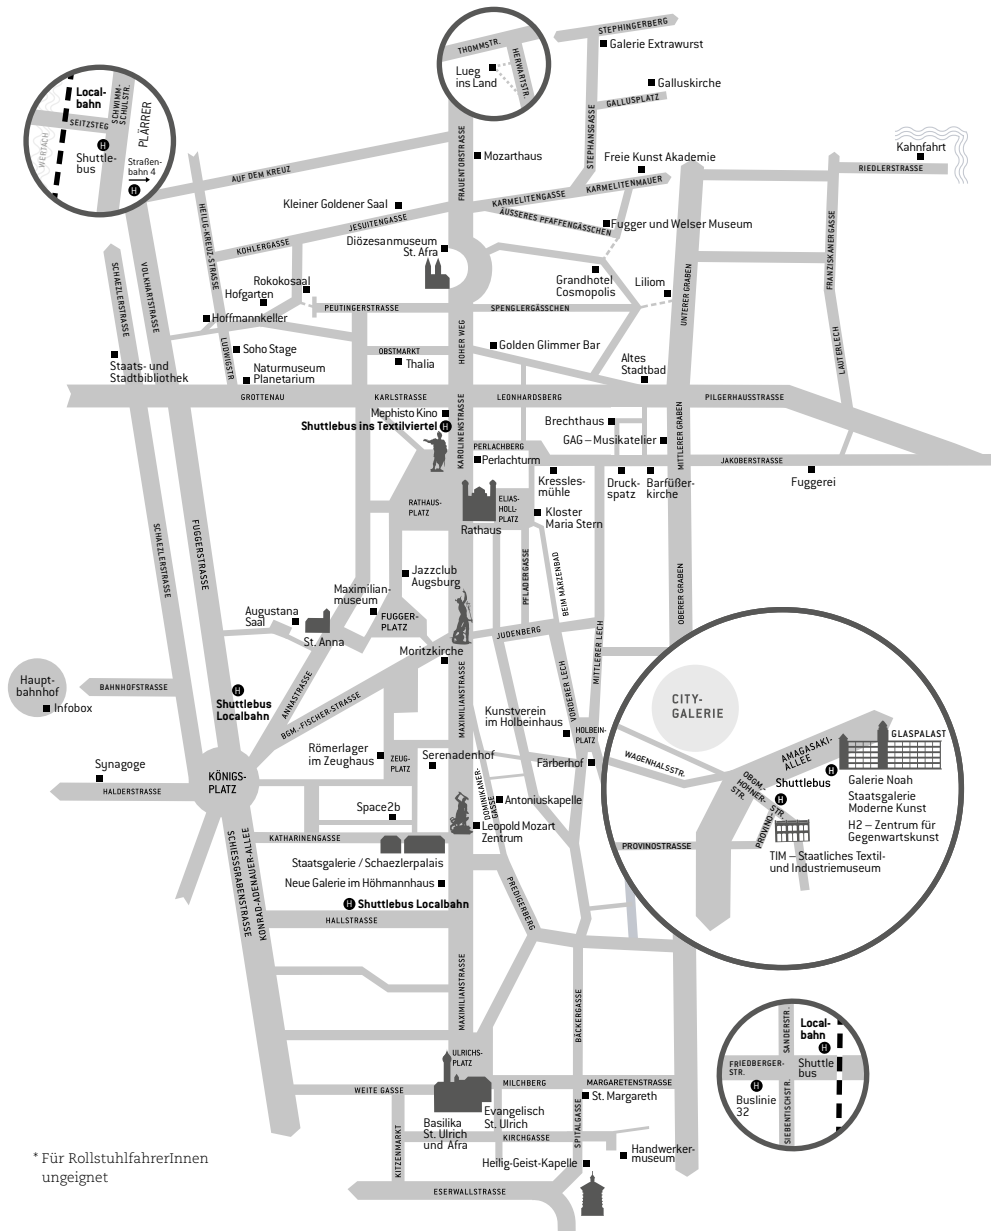 STEPHINGERBERG
Galerie Extrawurst
THOMMSTR.
HERWARTSTR.
Lueg
ins Land
Galluskirche
GALLUSPLATZ
Local-
bahn
SCHWIMM-
SCHULSTR.
SEITZSTEG
PLÄRRER
WERTACH
Shuttle-
bus
H
Straßen-
bahn 4
H
FRAUENTORSTRASSE
STEPHANSGASSE
Mozarthaus
Freie Kunst Akademie
Kahnfahrt
RIEDLERSTRASSE
AUF DEM KREUZ
KARMELITENGASSE
KARMELITENMAUER
Kleiner Goldener Saal
JESUITENGASSE
ÄUSSERES PFAFFENGÄSSCHEN
Fugger und Welser Museum
HEILIG-KREUZ-STRASSE
KOHLERGASSE
Diözesanmuseum
St. Afra
FRANZISKANERGASSE
SCHAEZLERSTRASSE
VOLKHARTSTRASSE
Rokokosaal
Hofgarten
Grandhotel
Cosmopolis
Liliom
UNTERER GRABEN
Hoffmannkeller
PEUTINGERSTRASSE
SPENGLERGÄSSCHEN
HOHER WEG
LUDWIGSTR
Soho Stage
OBSTMARKT
Golden Glimmer Bar
LAUTERLECH
Staats- und
Stadtbibliothek
Naturmuseum
Planetarium
Thalia
Altes
Stadtbad
GROTTENAU
KARLSTRASSE
LEONHARDSBERG
PILGERHAUSSTRASSE
Mephisto Kino
Shuttlebus ins Textilviertel H
KAROLINENSTRASSE
Brechthaus
GAG – Musikatelier
MITTLERER GRABEN
PERLACHBERG
Perlachturm
JAKOBERSTRASSE
Kressles-
mühle
Druck-
spatz
Barfüßer-
kirche
Fuggerei
RATHAUS-
PLATZ
ELIAS-
HOLL-
PLATZ
Rathaus
Kloster
Maria Stern
SCHAEZLERSTRASSE
FUGGERSTRASSE
PFLADERGASSE
BEIM MÄRZENBAD
OBERER GRABEN
Jazzclub
Augsburg
Maximilian-
museum
Augustana
Saal
St. Anna
FUGGER-
PLATZ
JUDENBERG
MITTLERER LECH
Moritzkirche
Haupt-
bahnhof
BAHNHOFSTRASSE
Infobox
H
Shuttlebus
Localbahn
ANNASTRASSE
BGM.-FISCHER-STRASSE
MAXIMILIANSTRASSE
VORDERER LECH
Kunstverein
im Holbeinhaus
HOLBEIN-
PLATZ
CITY-
GALERIE
WAGENHALSSTR.
AMAGASAKI-
ALLEE
GLASPALAST
Römerlager
im Zeughaus
ZEUG-
PLATZ
Serenadenhof
Färberhof
Synagoge
HALDERSTRASSE
KÖNIGS-
PLATZ
Shuttlebus H
H
OBGM.-
HOHNER-
STR.
PROVINO-
STR.
Galerie Noah
Staatsgalerie
Moderne Kunst
H2 – Zentrum für
Gegenwartskunst
Space2b
DOMINIKANER-
GASSE
Antoniuskapelle
Leopold Mozart
Zentrum
KATHARINENGASSE
PROVINOSTRASSE
TIM – Staatliches Textil-
und Industriemuseum
Staatsgalerie / Schaezlerpalais
Neue Galerie im Höhmannhaus
H Shuttlebus Localbahn
SCHIESSGRABENSTRASSE
KONRAD-ADENAUER-ALLEE
HALLSTRASSE
PREDIGERBERG
MAXIMILIANSTRASSE
BÄCKERGASSE
SANDERSTR.
Local-
bahn
H
FRIEDBERGER-
STR.
Shuttle
bus
H
Buslinie
32
SIEBENTISCHSTR.
ULRICHS-
PLATZ
WEITE GASSE
MILCHBERG
MARGARETENSTRASSE
St. Margareth
Evangelisch
St. Ulrich
Basilika
St. Ulrich
und Afra
KITZENMARKT
KIRCHGASSE
SPITALGASSE
Handwerker-
museum
Heilig-Geist-Kapelle
ESERWALLSTRASSE
* Für RollstuhlfahrerInnen
ungeignet